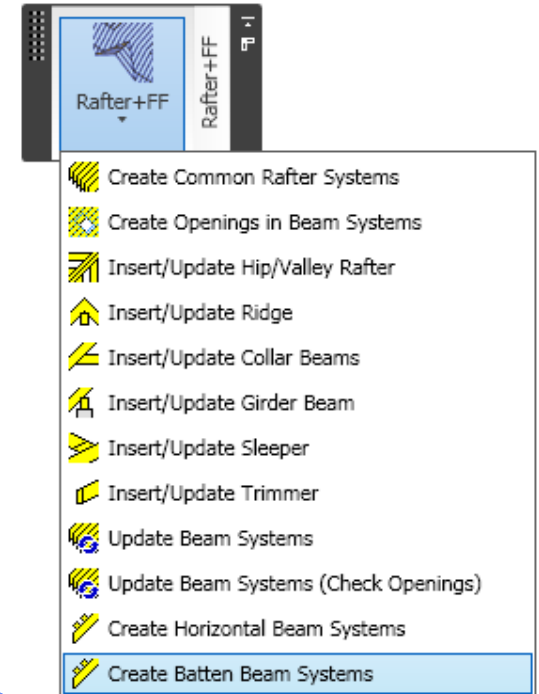 Rafter+FF
Rafter+FF
Create Common Rafter Systems
Create Openings in Beam Systems
Insert/Update Hip/Valley Rafter
Insert/Update Ridge
Insert/Update Collar Beams
Insert/Update Girder Beam
Insert/Update Sleeper
Insert/Update Trimmer
Update Beam Systems
Update Beam Systems (Check Openings)
Create Horizontal Beam Systems
Create Batten Beam Systems